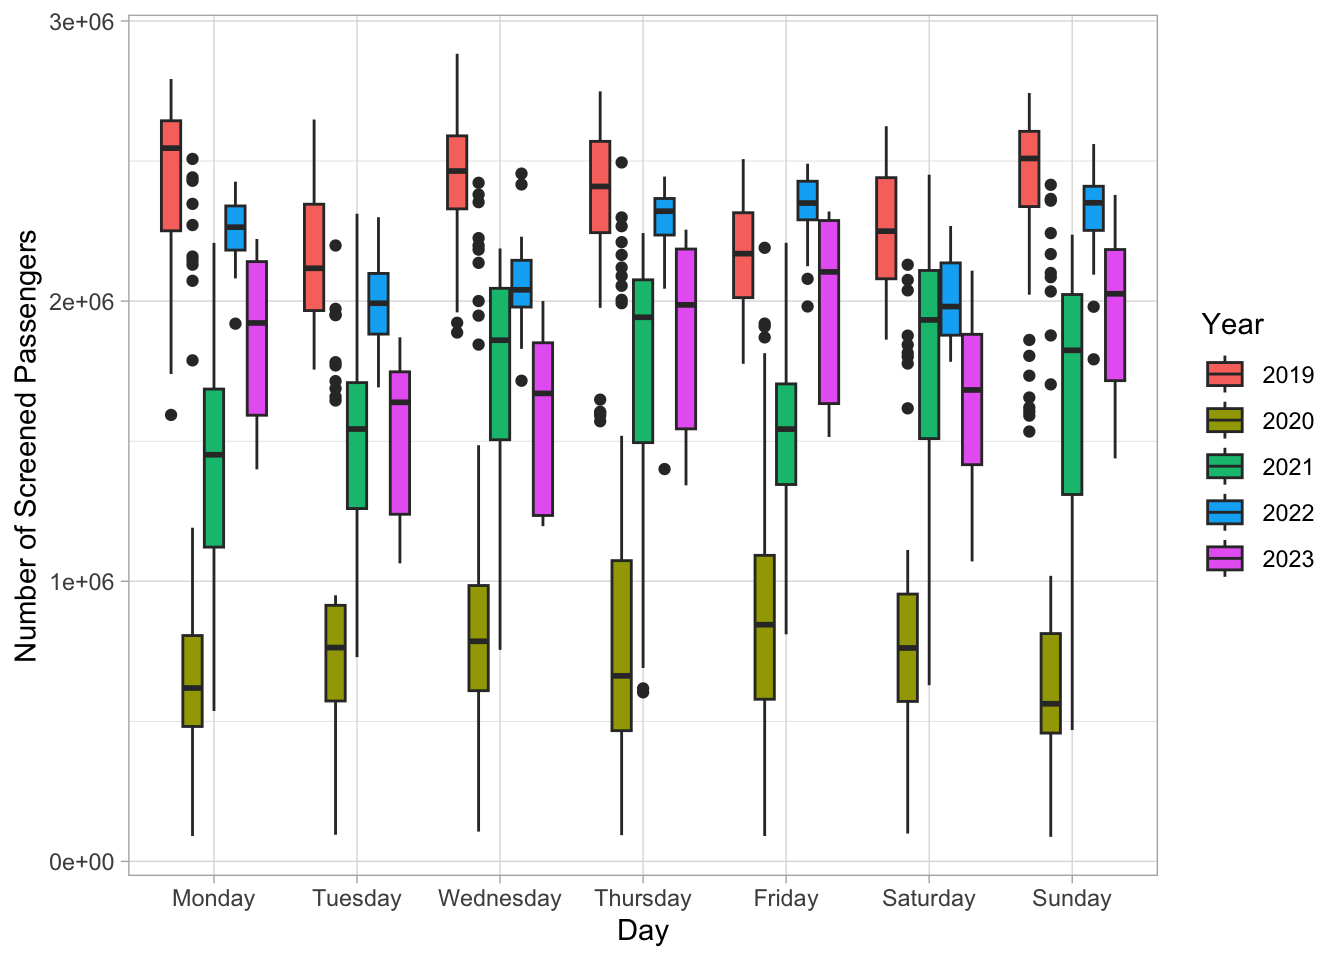 Number of Screened Passengers
3e+06
2e+06
1e+06
0e+00
Monday
Tuesday
Wednesday
Thursday
Friday
Saturday
Sunday
Day
Year
2019
2020
2021
2022
2023